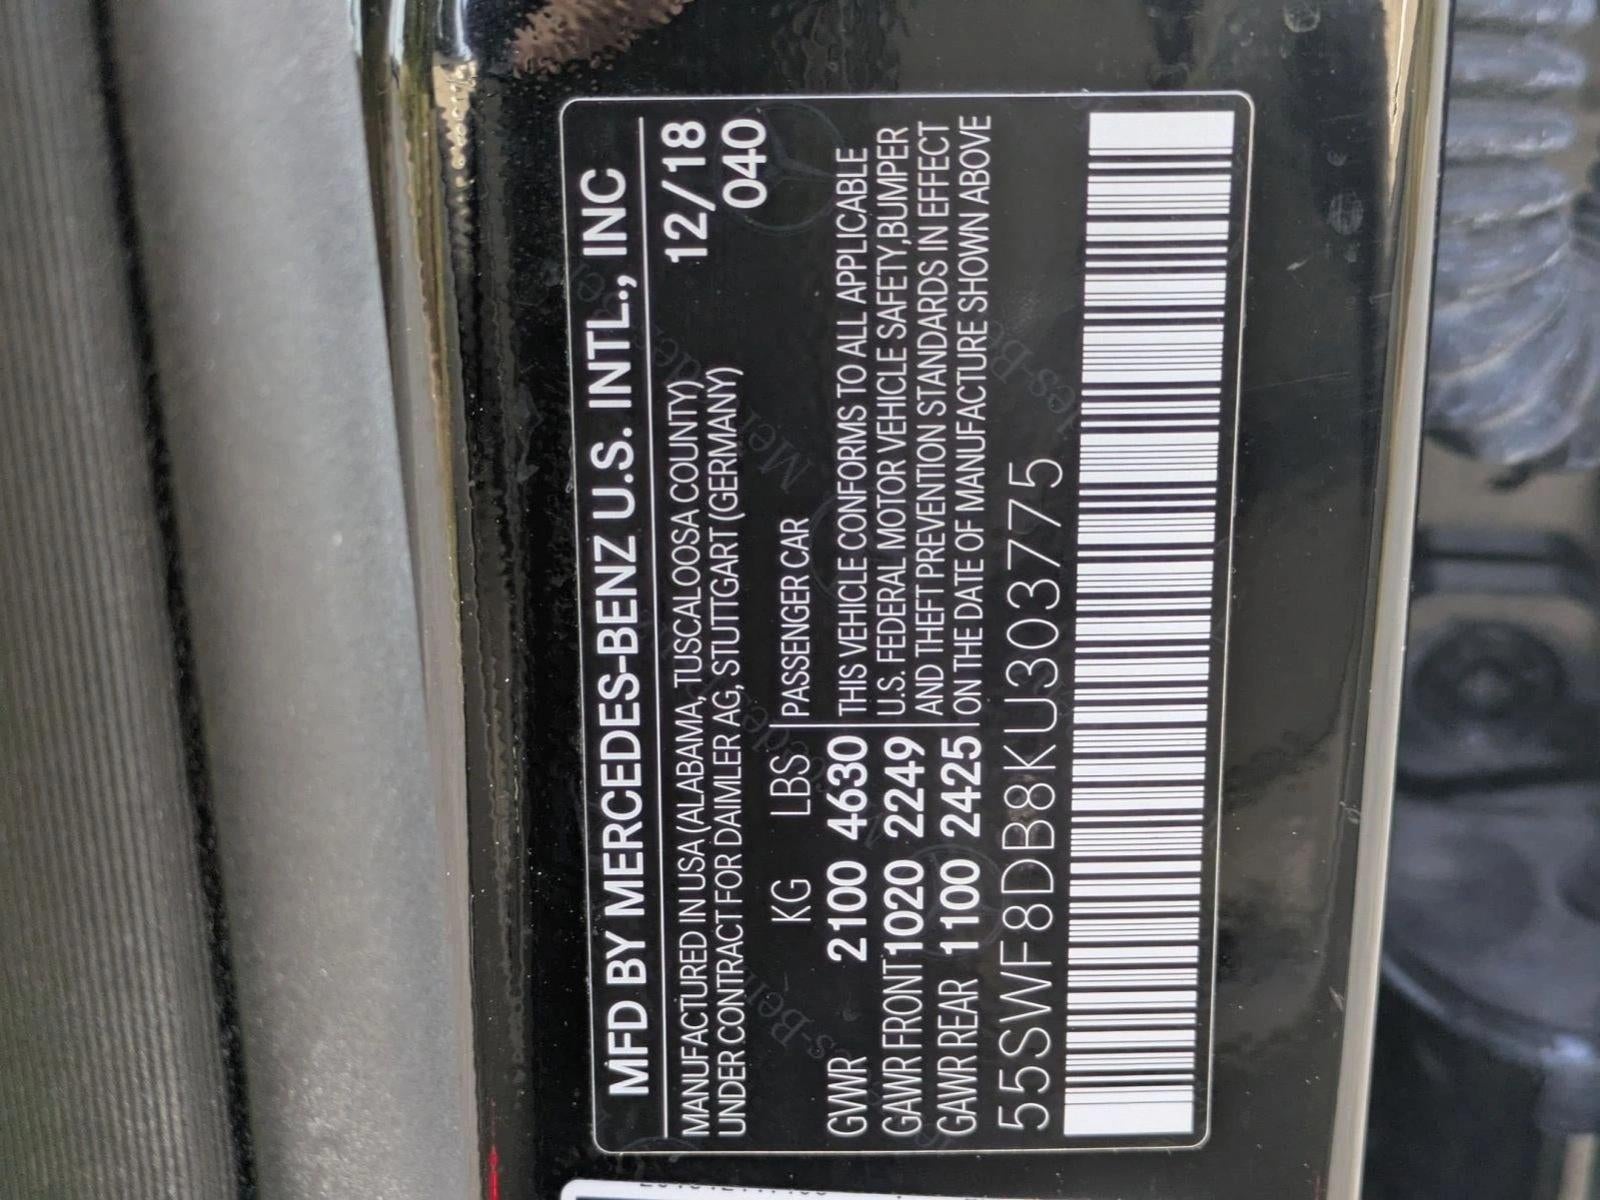 MFD BY MERCEDES-BENZ U.S. INTL., INC
MANUFACTURED IN USA (ALABAMA, TUSCALOOSA COUNTY) 12/18
UNDER CONTRACT FOR DAIMLER AG, STUTTGART (GERMANY) 040
KG LBS PASSENGER CAR
GVWR 2100 4630 THIS VEHICLE CONFORMS TO ALL APPLICABLE
GAWR FRONT 1020 2249 U.S. FEDERAL MOTOR VEHICLE SAFETY, BUMPER
GAWR REAR 1100 2425 AND THEFT PREVENTION STANDARDS IN EFFECT
ON THE DATE OF MANUFACTURE SHOWN ABOVE
55SWF8DB8KU303775